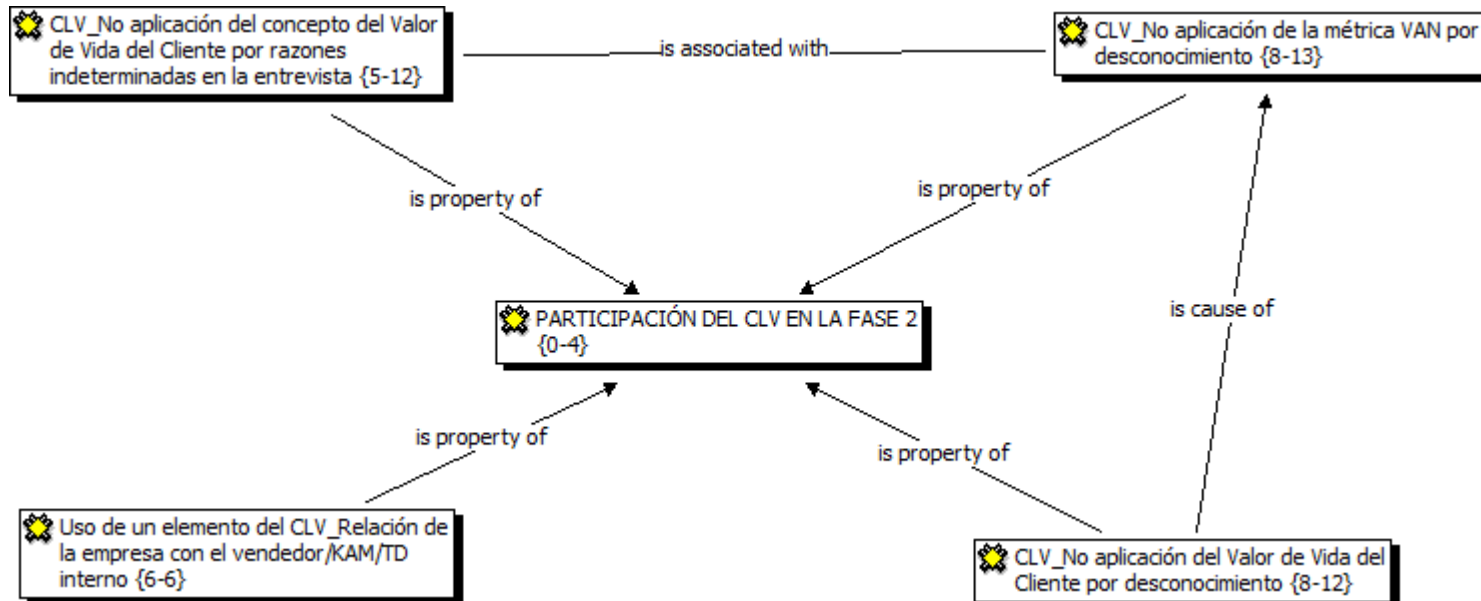 CLV_No aplicación del concepto del Valor
de Vida del Cliente por razones
indeterminadas en la entrevista {5-12}
is associated with
CLV_No aplicación de la métrica VAN por
desconocimiento {8-13}
is property of
is property of
PARTICIPACIÓN DEL CLV EN LA FASE 2
{0-4}
is cause of
is property of
is property of
Uso de un elemento del CLV_Relación de
la empresa con el vendedor/KAM/TD
interno {6-6}
CLV_No aplicación del Valor de Vida del
Cliente por desconocimiento {8-12}